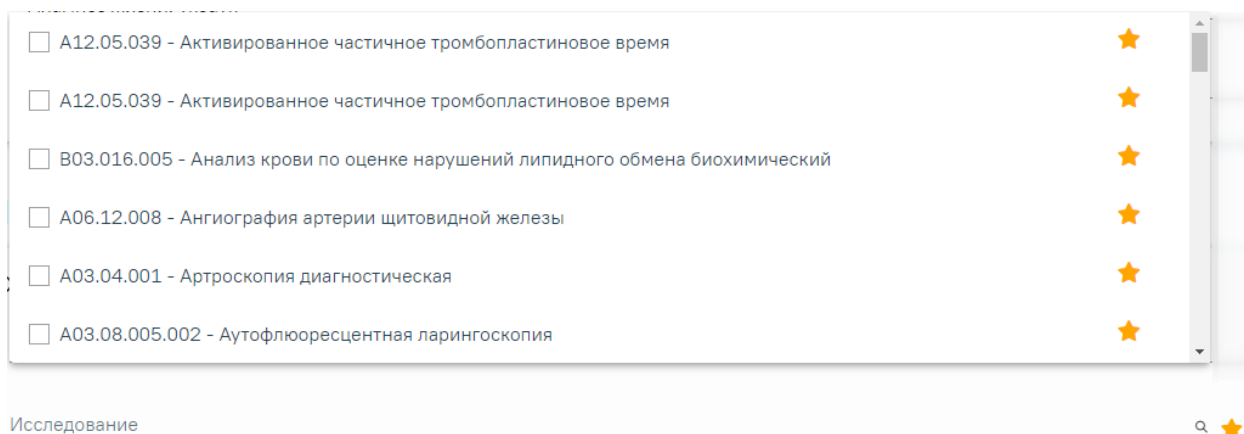 A12.05.039 - Активированное частичное тромбопластиновое время
A12.05.039 - Активированное частичное тромбопластиновое время
B03.016.005 - Анализ крови по оценке нарушений липидного обмена биохимический
A06.12.008 - Ангиография артерии щитовидной железы
A03.04.001 - Артроскопия диагностическая
A03.08.005.002 - Аутофлюоресцентная ларингоскопия
Исследование